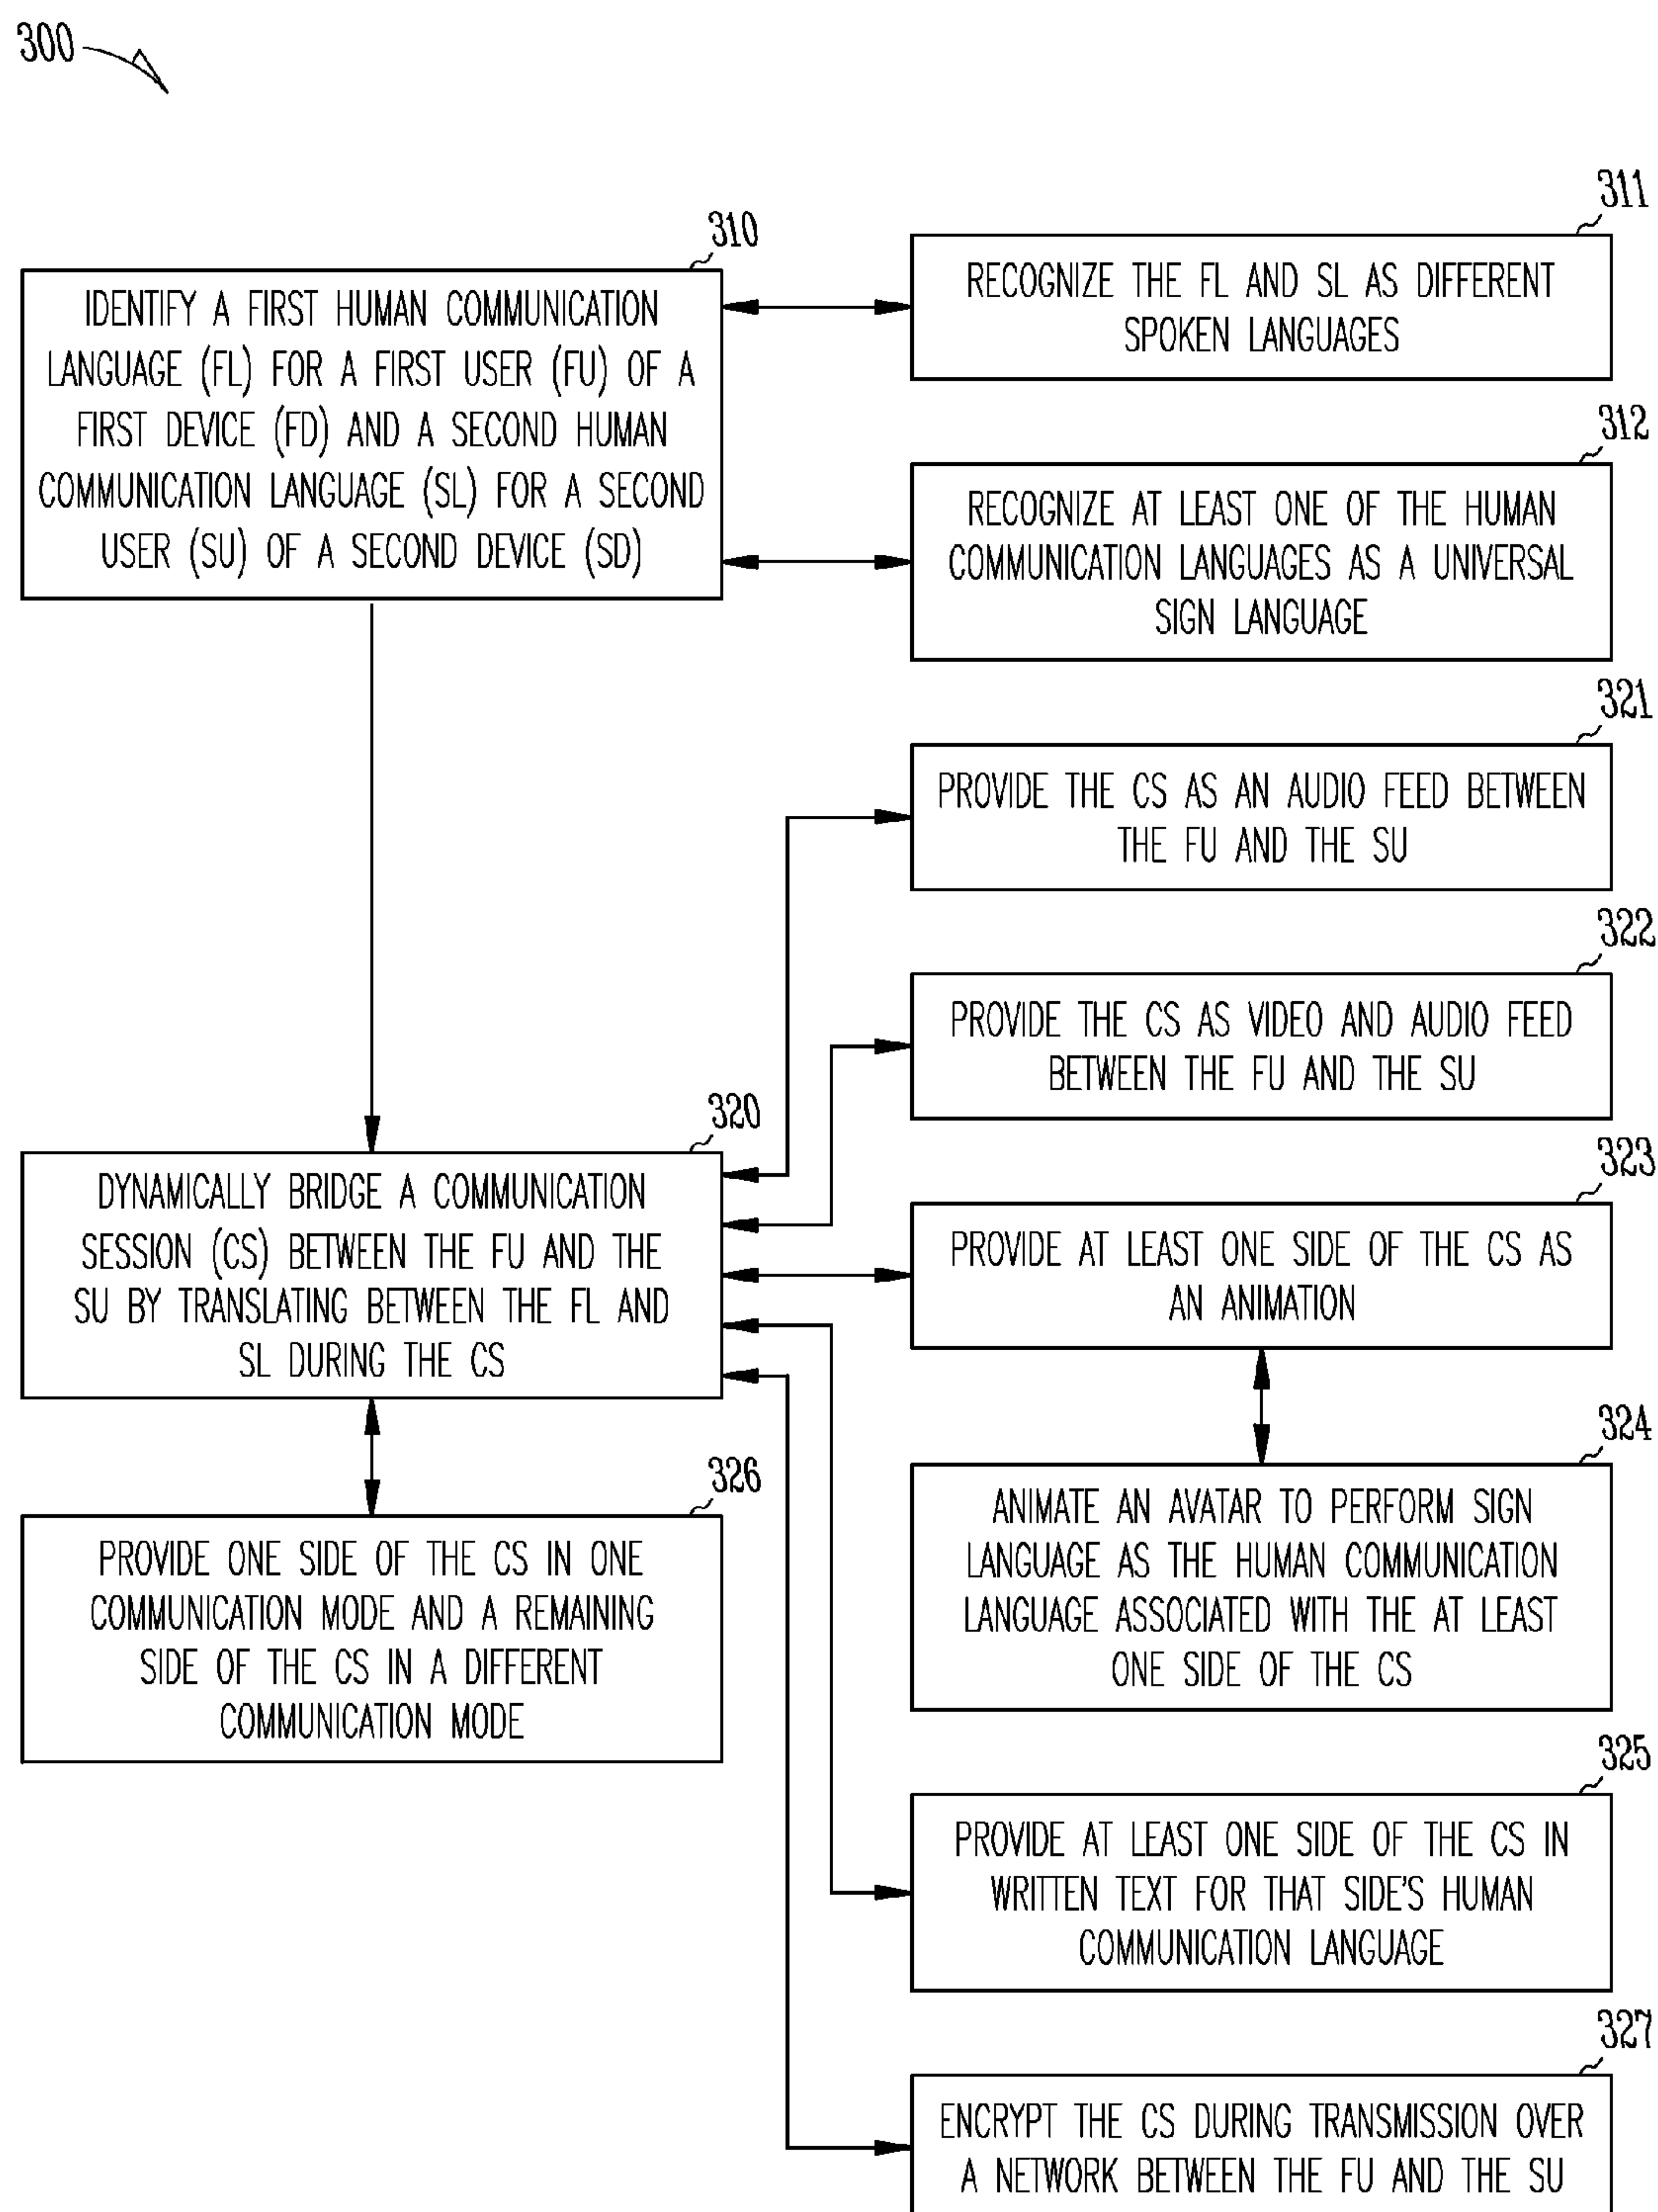 300
310
IDENTIFY A FIRST HUMAN COMMUNICATION
LANGUAGE (FL) FOR A FIRST USER (FU) OF A
FIRST DEVICE (FD) AND A SECOND HUMAN
COMMUNICATION LANGUAGE (SL) FOR A SECOND
USER (SU) OF A SECOND DEVICE (SD)
311
RECOGNIZE THE FL AND SL AS DIFFERENT
SPOKEN LANGUAGES
312
RECOGNIZE AT LEAST ONE OF THE HUMAN
COMMUNICATION LANGUAGES AS A UNIVERSAL
SIGN LANGUAGE
321
PROVIDE THE CS AS AN AUDIO FEED BETWEEN
THE FU AND THE SU
322
PROVIDE THE CS AS VIDEO AND AUDIO FEED
BETWEEN THE FU AND THE SU
320
DYNAMICALLY BRIDGE A COMMUNICATION
SESSION (CS) BETWEEN THE FU AND THE
SU BY TRANSLATING BETWEEN THE FL AND
SL DURING THE CS
323
PROVIDE AT LEAST ONE SIDE OF THE CS AS
AN ANIMATION
324
ANIMATE AN AVATAR TO PERFORM SIGN
LANGUAGE AS THE HUMAN COMMUNICATION
LANGUAGE ASSOCIATED WITH THE AT LEAST
ONE SIDE OF THE CS
326
PROVIDE ONE SIDE OF THE CS IN ONE
COMMUNICATION MODE AND A REMAINING
SIDE OF THE CS IN A DIFFERENT
COMMUNICATION MODE
325
PROVIDE AT LEAST ONE SIDE OF THE CS IN
WRITTEN TEXT FOR THAT SIDE'S HUMAN
COMMUNICATION LANGUAGE
327
ENCRYPT THE CS DURING TRANSMISSION OVER
A NETWORK BETWEEN THE FU AND THE SU